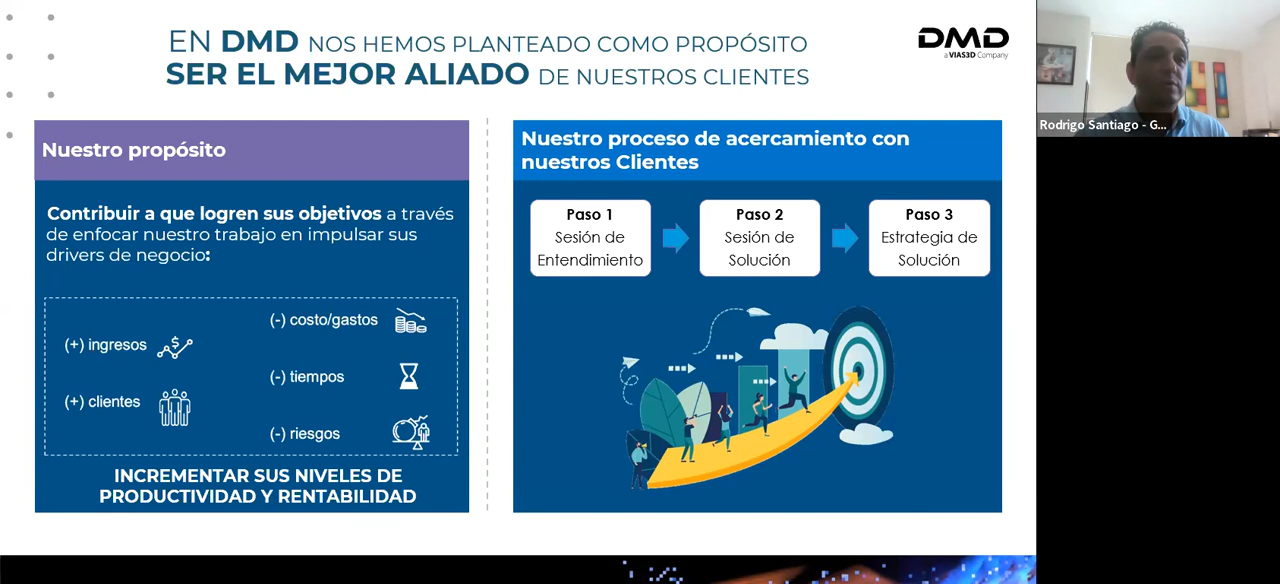 EN DMD NOS HEMOS PLANTEADO COMO PROPÓSITO
SER EL MEJOR ALIADO DE NUESTROS CLIENTES
DMD
a VIAS3D Company
Rodrigo Santiago - G...
Nuestro propósito
Contribuir a que logren sus objetivos a través
de enfocar nuestro trabajo en impulsar sus
drivers de negocio:
(+) ingresos
(+) clientes
(-) costo/gastos
(-) tiempos
(-) riesgos
INCREMENTAR SUS NIVELES DE
PRODUCTIVIDAD Y RENTABILIDAD
Nuestro proceso de acercamiento con
nuestros Clientes
Paso 1
Sesión de
Entendimiento
Paso 2
Sesión de
Solución
Paso 3
Estrategia de
Solución